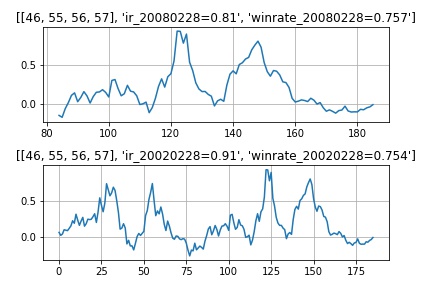 [[46, 55, 56, 57], 'ir_20080228=0.81', 'winrate_20080228=0.757']
0.5
0.0
80 100 120 140 160 180
[[46, 55, 56, 57], 'ir_20020228=0.91', 'winrate_20020228=0.754']
0.5
0.0
0 25 50 75 100 125 150 175